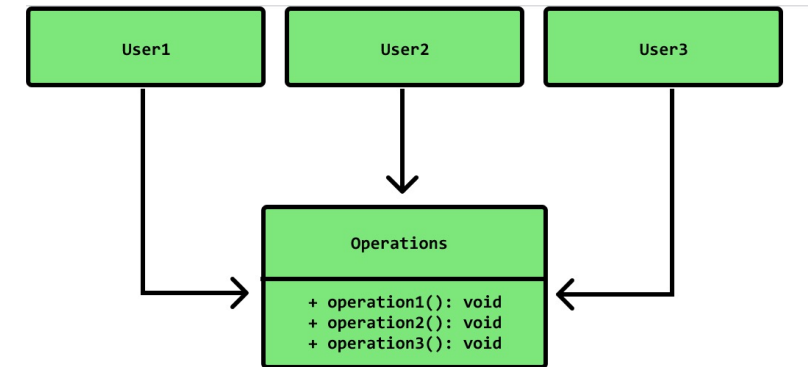 User1
User2
User3
Operations
+ operation1(): void
+ operation2(): void
+ operation3(): void